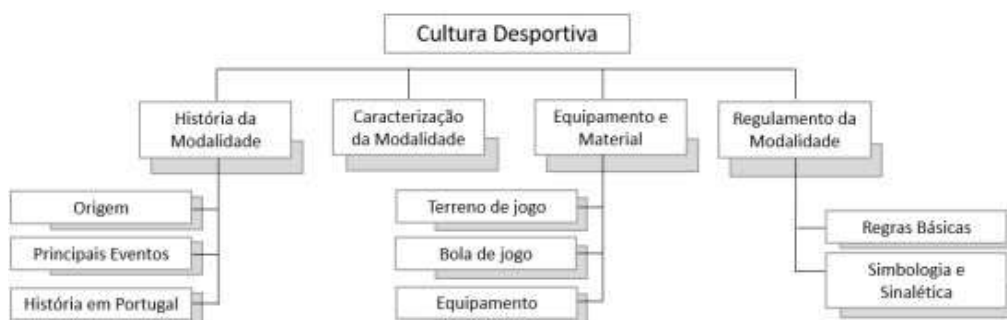 Cultura Desportiva
História da
Modalidade
Caracterização
da Modalidade
Equipamento e
Material
Regulamento da
Modalidade
Origem
Principais Eventos
História em Portugal
Terreno de jogo
Bola de jogo
Equipamento
Regras Básicas
Simbologia e
Sinalética